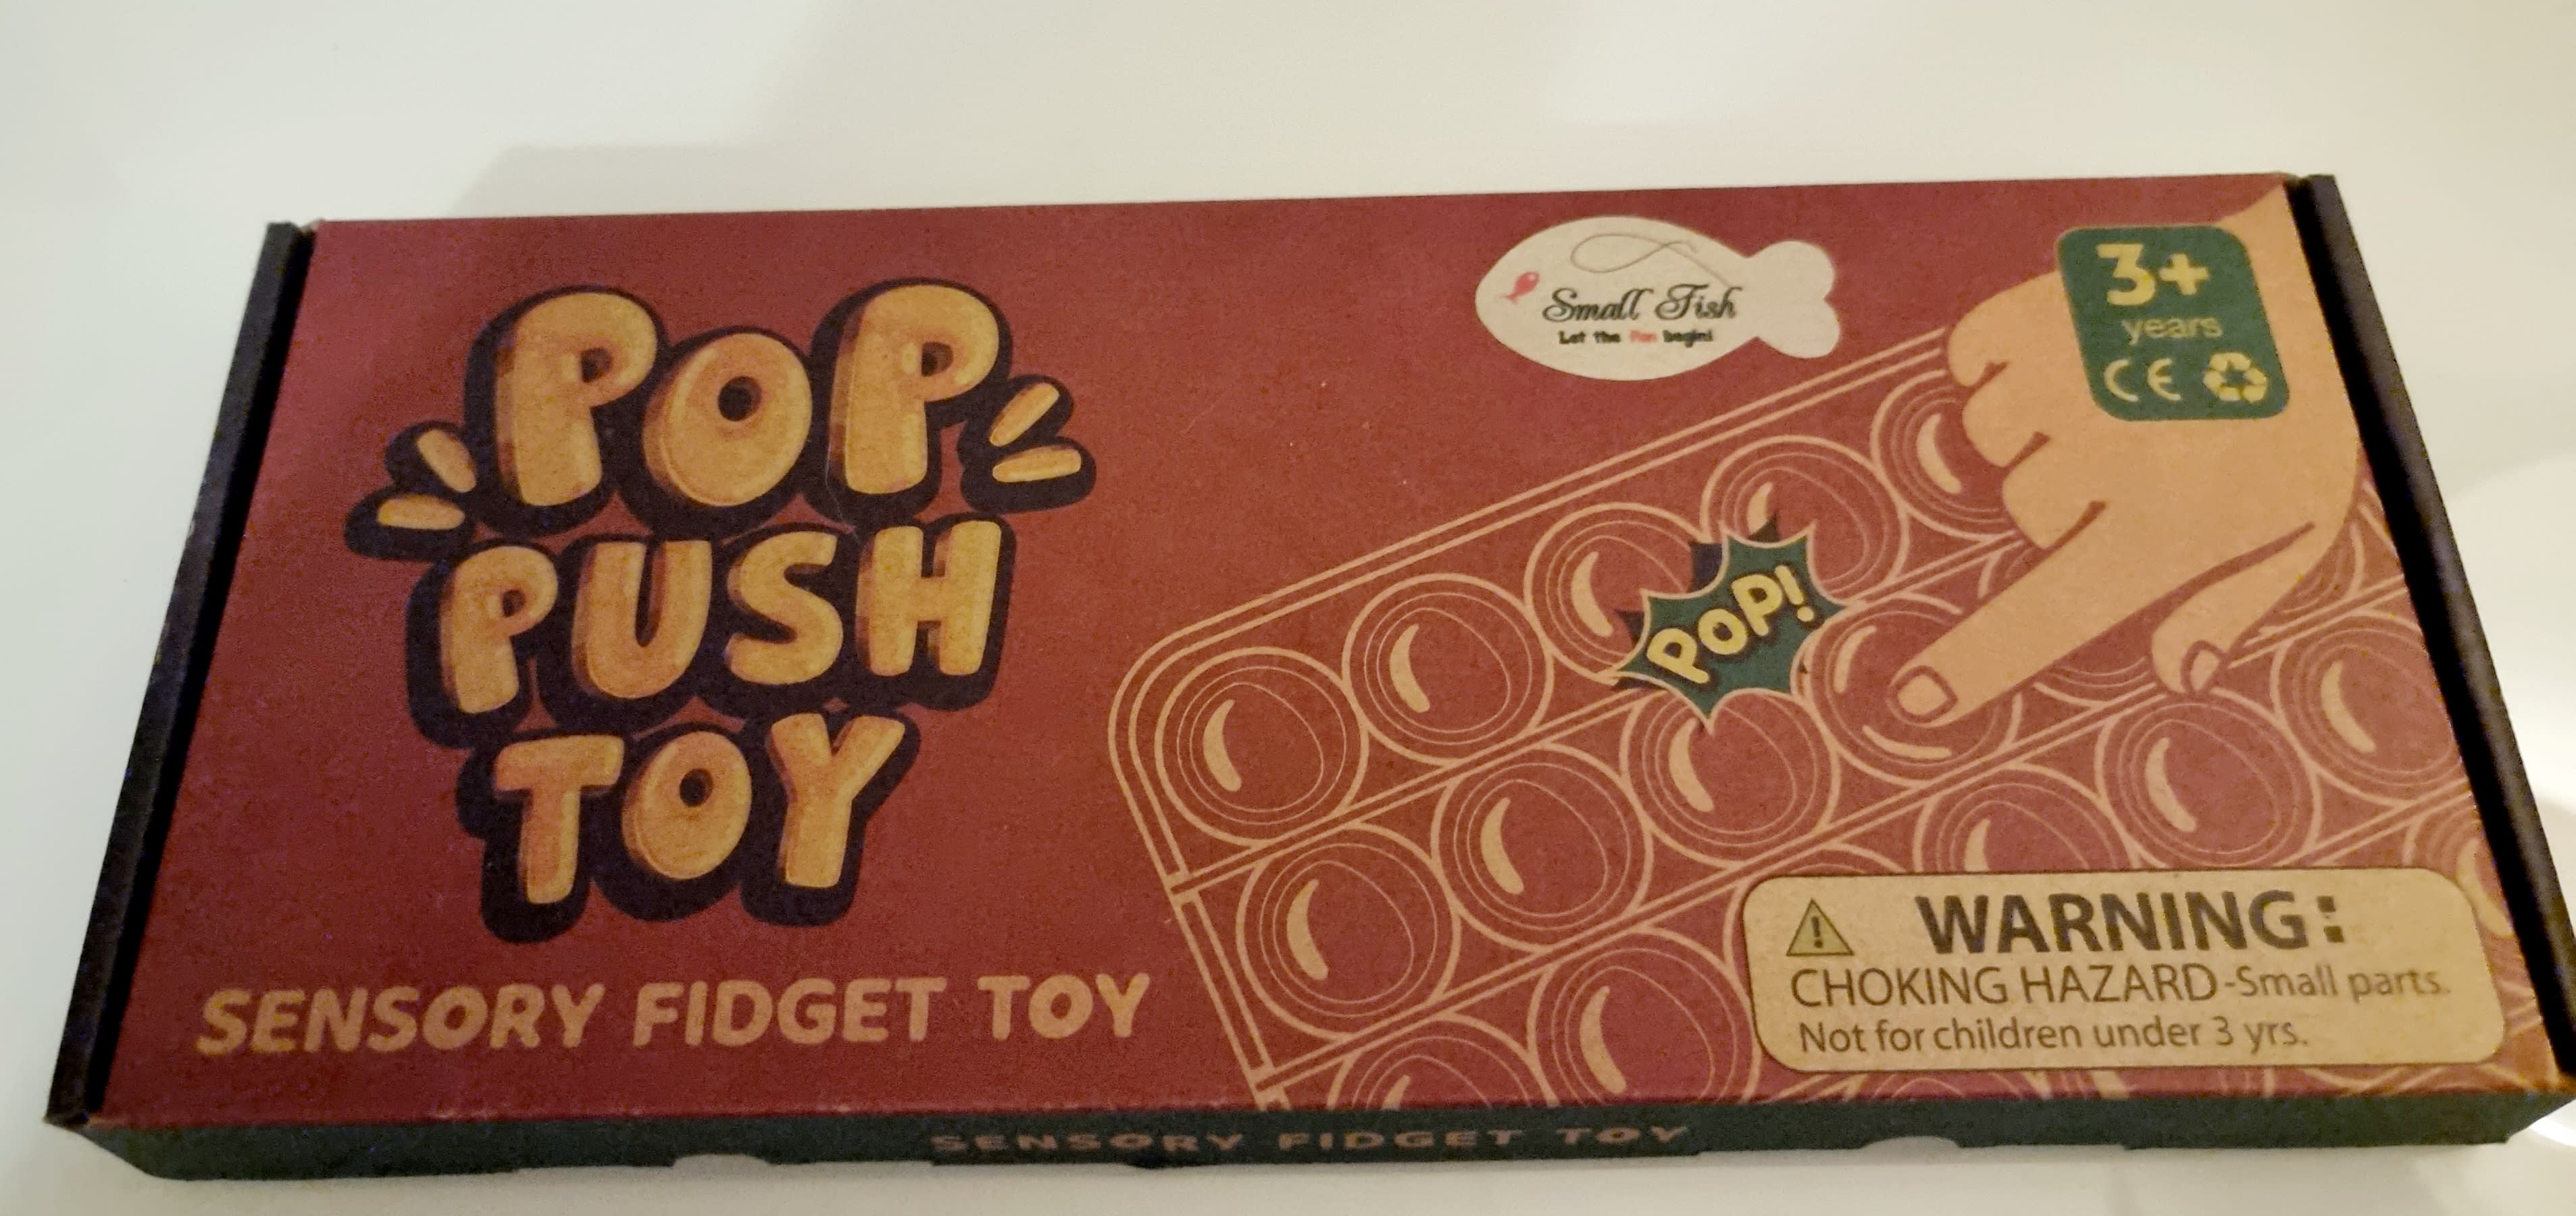 POP
PUSH
TOY
SENSORY FIDGET TOY
Small Fish
Let the fun begin!
3+
years
CE
POP!
WARNING:
CHOKING HAZARD-Small parts.
Not for children under 3 yrs.
SENSORY FIDGET TOY